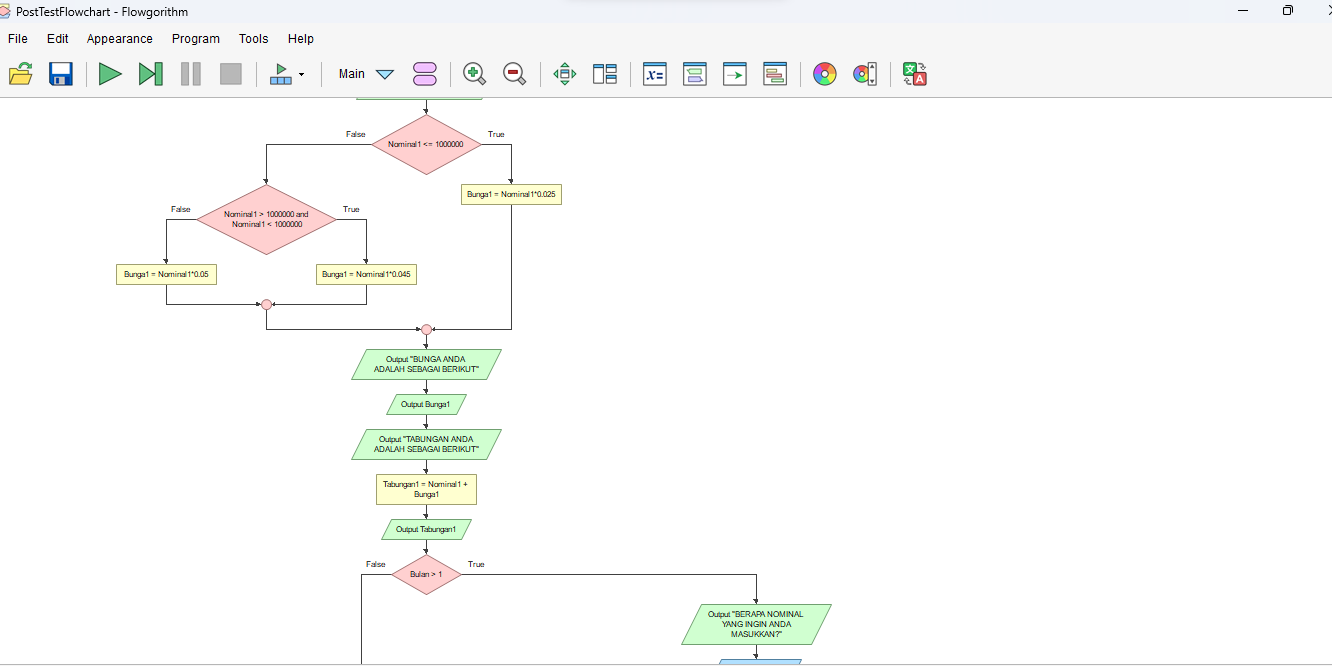 PostTestFlowchart - Flowgorithm
File Edit Appearance Program Tools Help
Main
False
True
Nominal1 <= 1000000
Bunga1 = Nominal1*0.025
False
True
Nominal1 > 1000000 and
Nominal1 < 1000000
Bunga1 = Nominal1*0.05
Bunga1 = Nominal1*0.045
Output "BUNGA ANDA
ADALAH SEBAGAI BERIKUT"
Output Bunga1
Output "TABUNGAN ANDA
ADALAH SEBAGAI BERIKUT"
Tabungan1 = Nominal1 +
Bunga1
Output Tabungan1
False
True
Bulan > 1
Output "BERAPA NOMINAL
YANG INGIN ANDA
MASUKKAN?"